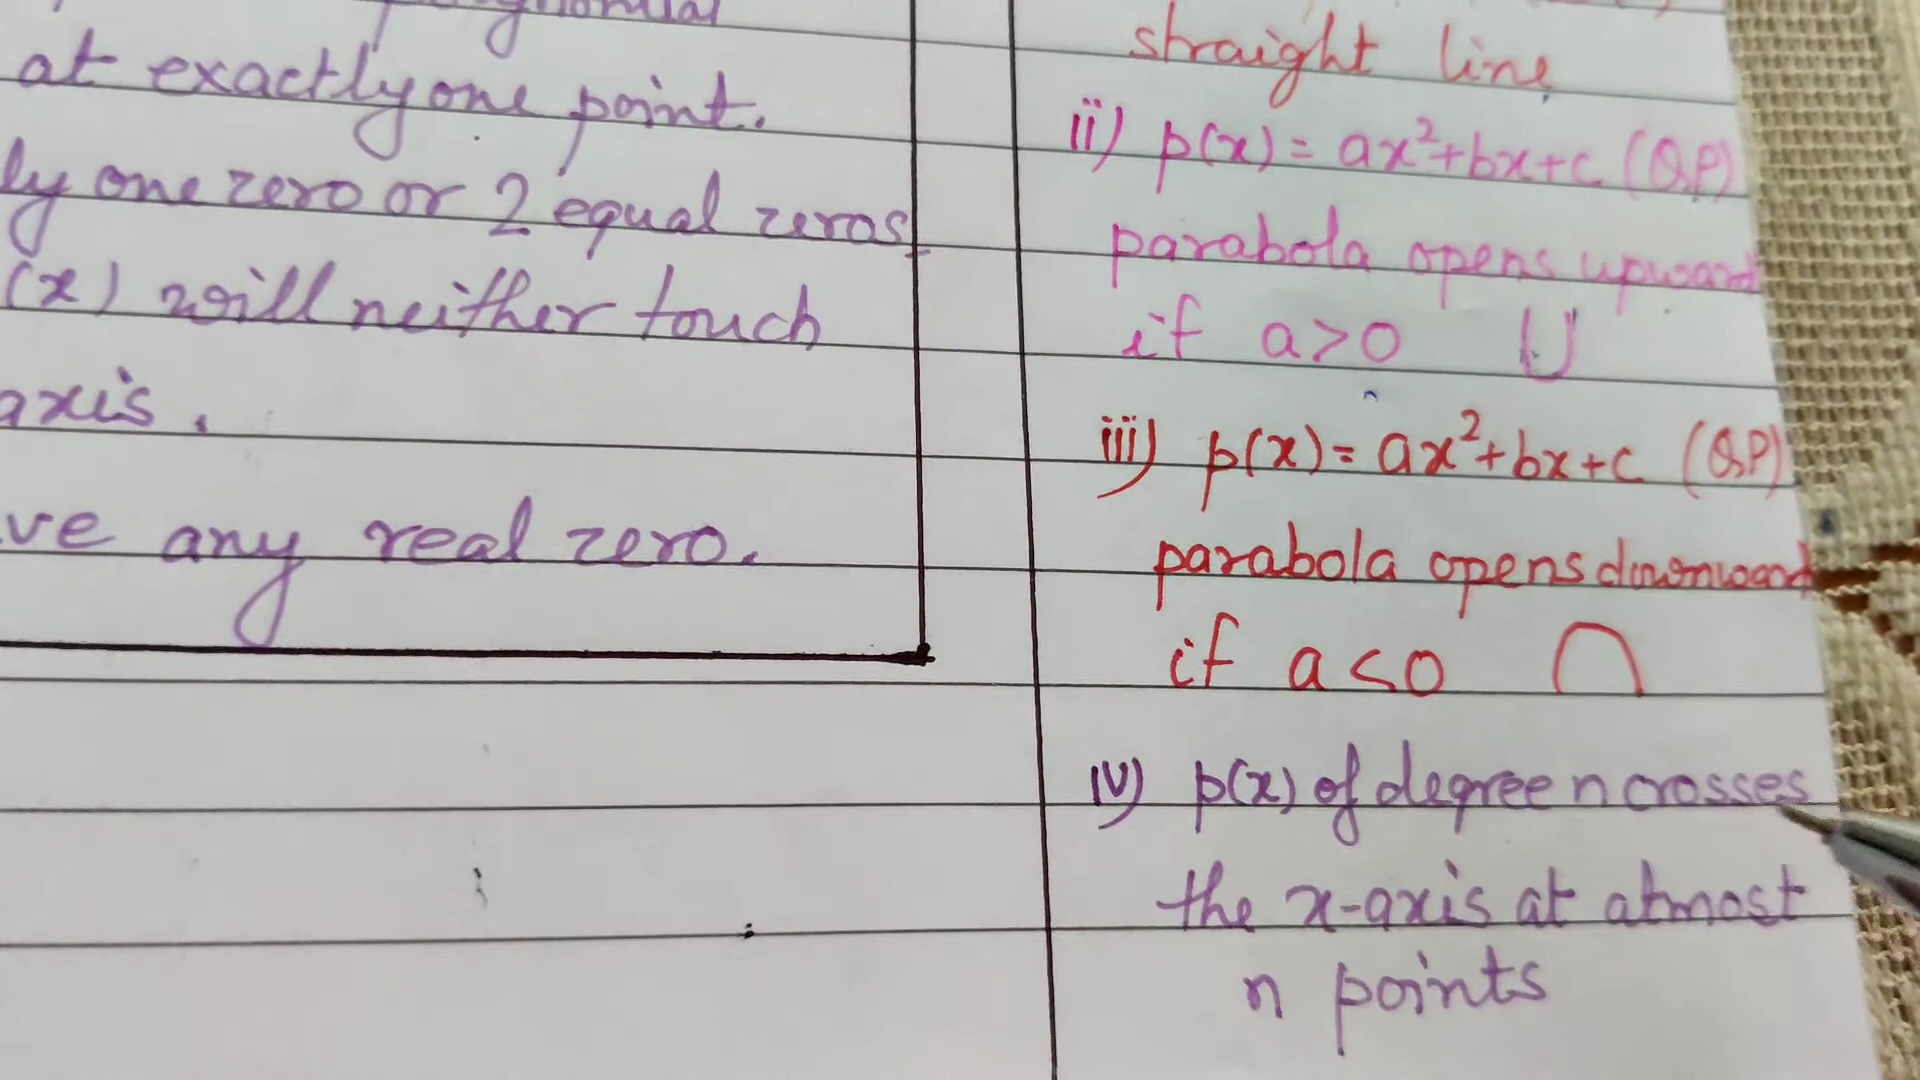 at exactly one point.
ly one zero or 2 equal zeros
(x) will neither touch
axis.
ve any real zero.
straight line
ii) p(x) = ax²+bx+c (Q.P)
parabola opens upward
if a>0 U
iii) p(x) = ax²+bx+c (Q.P)
parabola opens downward
if a<0 ∩
iv) p(x) of degree n crosses
the x-axis at atmost
n points